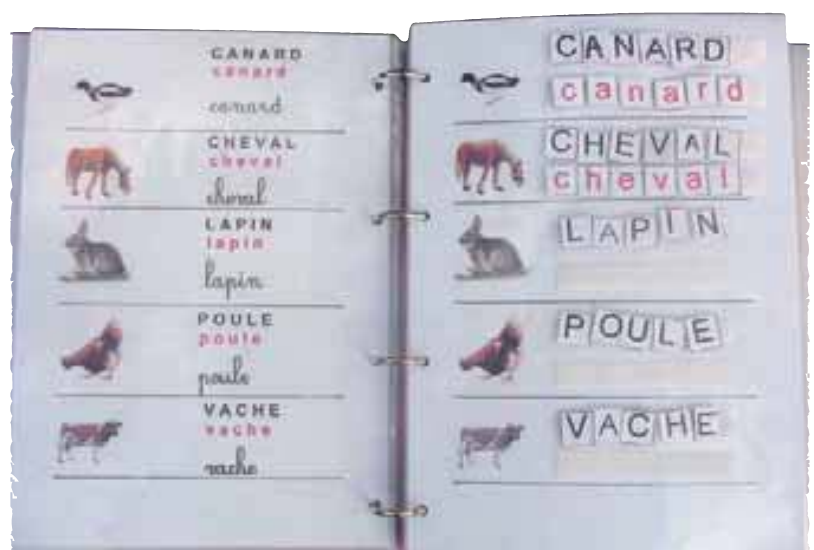 CANARD
canard
canard
CHEVAL
cheval
cheval
LAPIN
lapin
lapin
POULE
poule
poule
VACHE
vache
vache
CANARD
canard
CHEVAL
cheval
LAPIN
POULE
VACHE